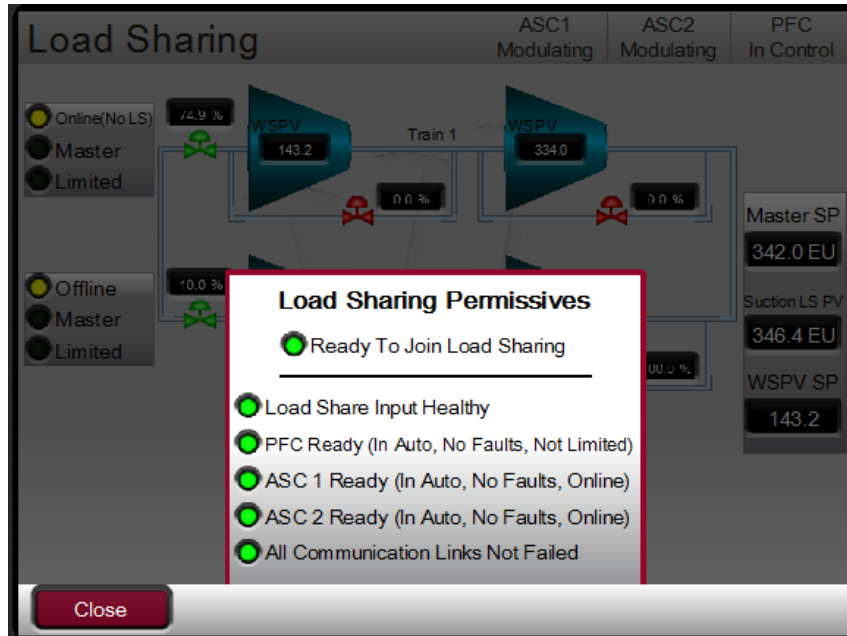 Load Sharing
ASC1
Modulating
ASC2
Modulating
PFC
In Control
Online(No LS)
Master
Limited
74.9 %
WSPV
143.2
Train 1
WSPV
334.0
0.0 %
0.0 %
Master SP
342.0 EU
Suction LS PV
346.4 EU
WSPV SP
143.2
Offline
Master
Limited
10.0 %
00.0 %
Load Sharing Permissives
Ready To Join Load Sharing
Load Share Input Healthy
PFC Ready (In Auto, No Faults, Not Limited)
ASC 1 Ready (In Auto, No Faults, Online)
ASC 2 Ready (In Auto, No Faults, Online)
All Communication Links Not Failed
Close